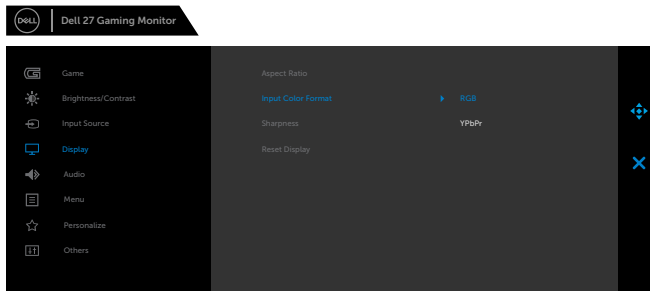 DELL Dell 27 Gaming Monitor
Game Aspect Ratio
Brightness/Contrast Input Color Format RGB
Input Source Sharpness YPbPr
Display Reset Display
Audio
Menu
Personalize
Others